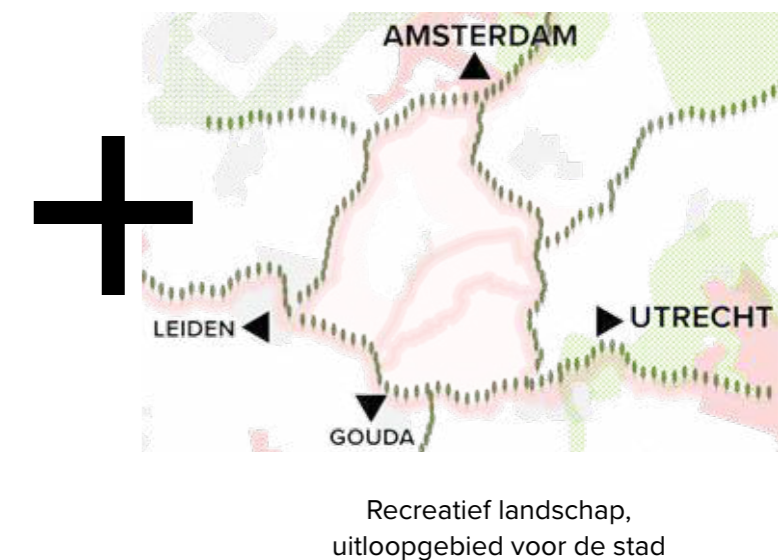 AMSTERDAM
UTRECHT
LEIDEN
GOUDA
Recreatief landschap,
uitloopgebied voor de stad